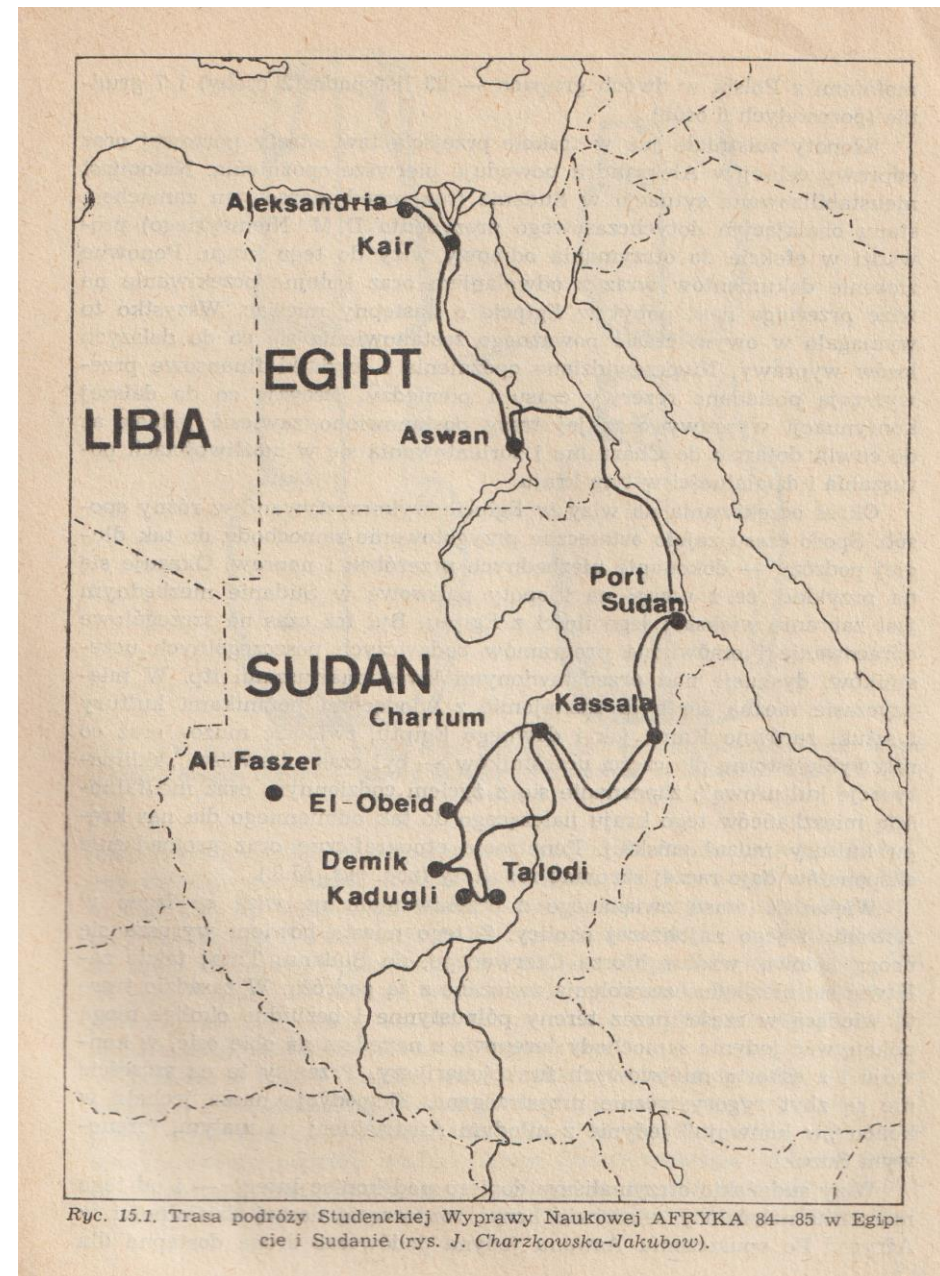 Aleksandria
Kair
EGIPT
LIBIA
Aswan
Port
Sudan
SUDAN
Kassala
Chartum
Al-Faszer
El-Obeid
Demik
Talodi
Kadugli
Ryc. 15.1. Trasa podróży Studenckiej Wyprawy Naukowej AFRYKA 84—85 w Egip-
cie i Sudanie (rys. J. Charzkowska-Jakubow).